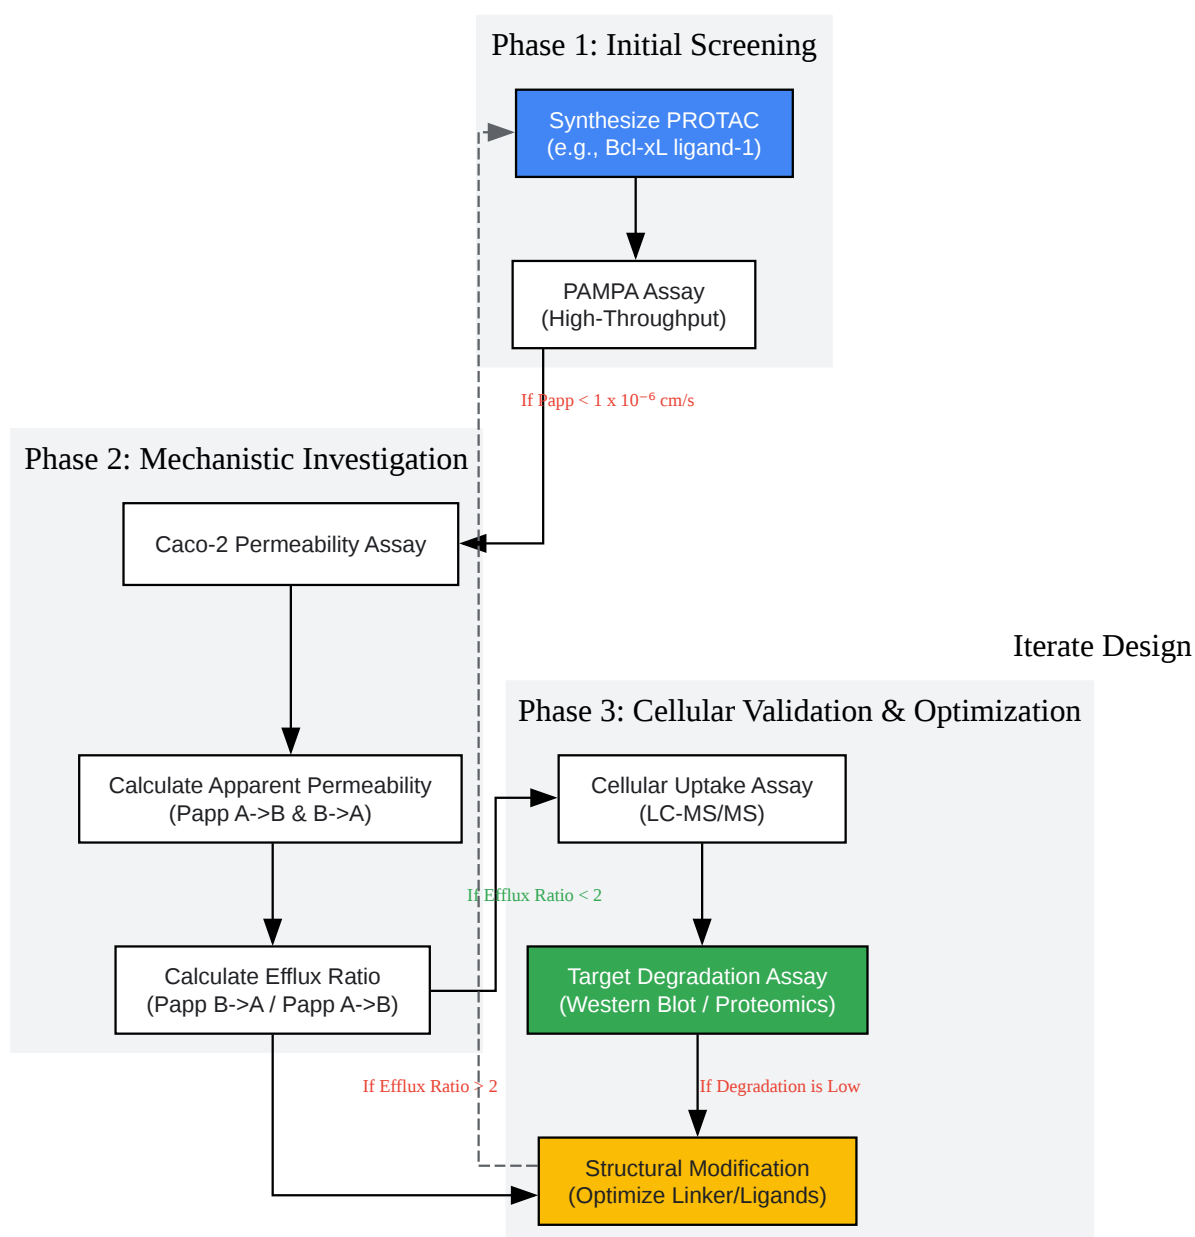 Phase 1: Initial Screening
Synthesize PROTAC
(e.g., Bcl-xL ligand-1)
PAMPA Assay
(High-Throughput)
If Papp < 1 x 10⁻⁶ cm/s
Phase 2: Mechanistic Investigation
Caco-2 Permeability Assay
Calculate Apparent Permeability
(Papp A->B & B->A)
Calculate Efflux Ratio
(Papp B->A / Papp A->B)
If Efflux Ratio < 2
If Efflux Ratio > 2
Iterate Design
Phase 3: Cellular Validation & Optimization
Cellular Uptake Assay
(LC-MS/MS)
Target Degradation Assay
(Western Blot / Proteomics)
If Degradation is Low
Structural Modification
(Optimize Linker/Ligands)